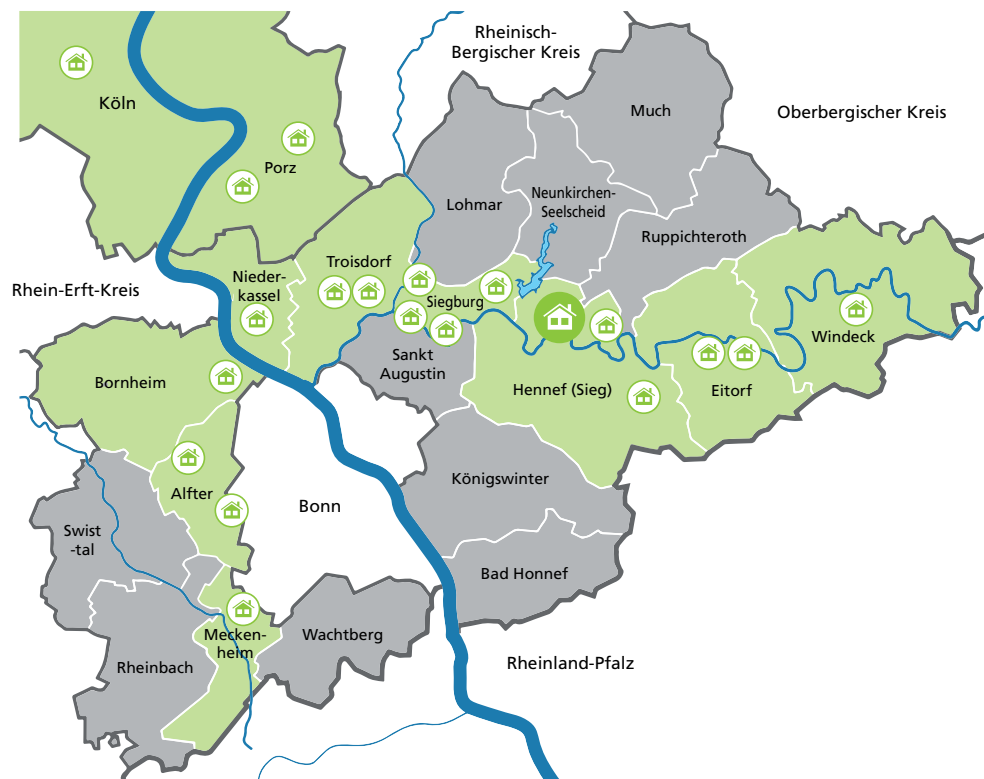 Rheinisch-
Bergischer Kreis
Köln
Much
Oberbergischer Kreis
Porz
Neunkirchen-
Seelscheid
Lohmar
Ruppichteroth
Troisdorf
Nieder-
kassel
Rhein-Erft-Kreis
Siegburg
Windeck
Sankt
Augustin
Bornheim
Hennef (Sieg)
Eitorf
Königswinter
Alfter
Bonn
Swist
-tal
Bad Honnef
Mecken-
heim
Wachtberg
Rheinbach
Rheinland-Pfalz